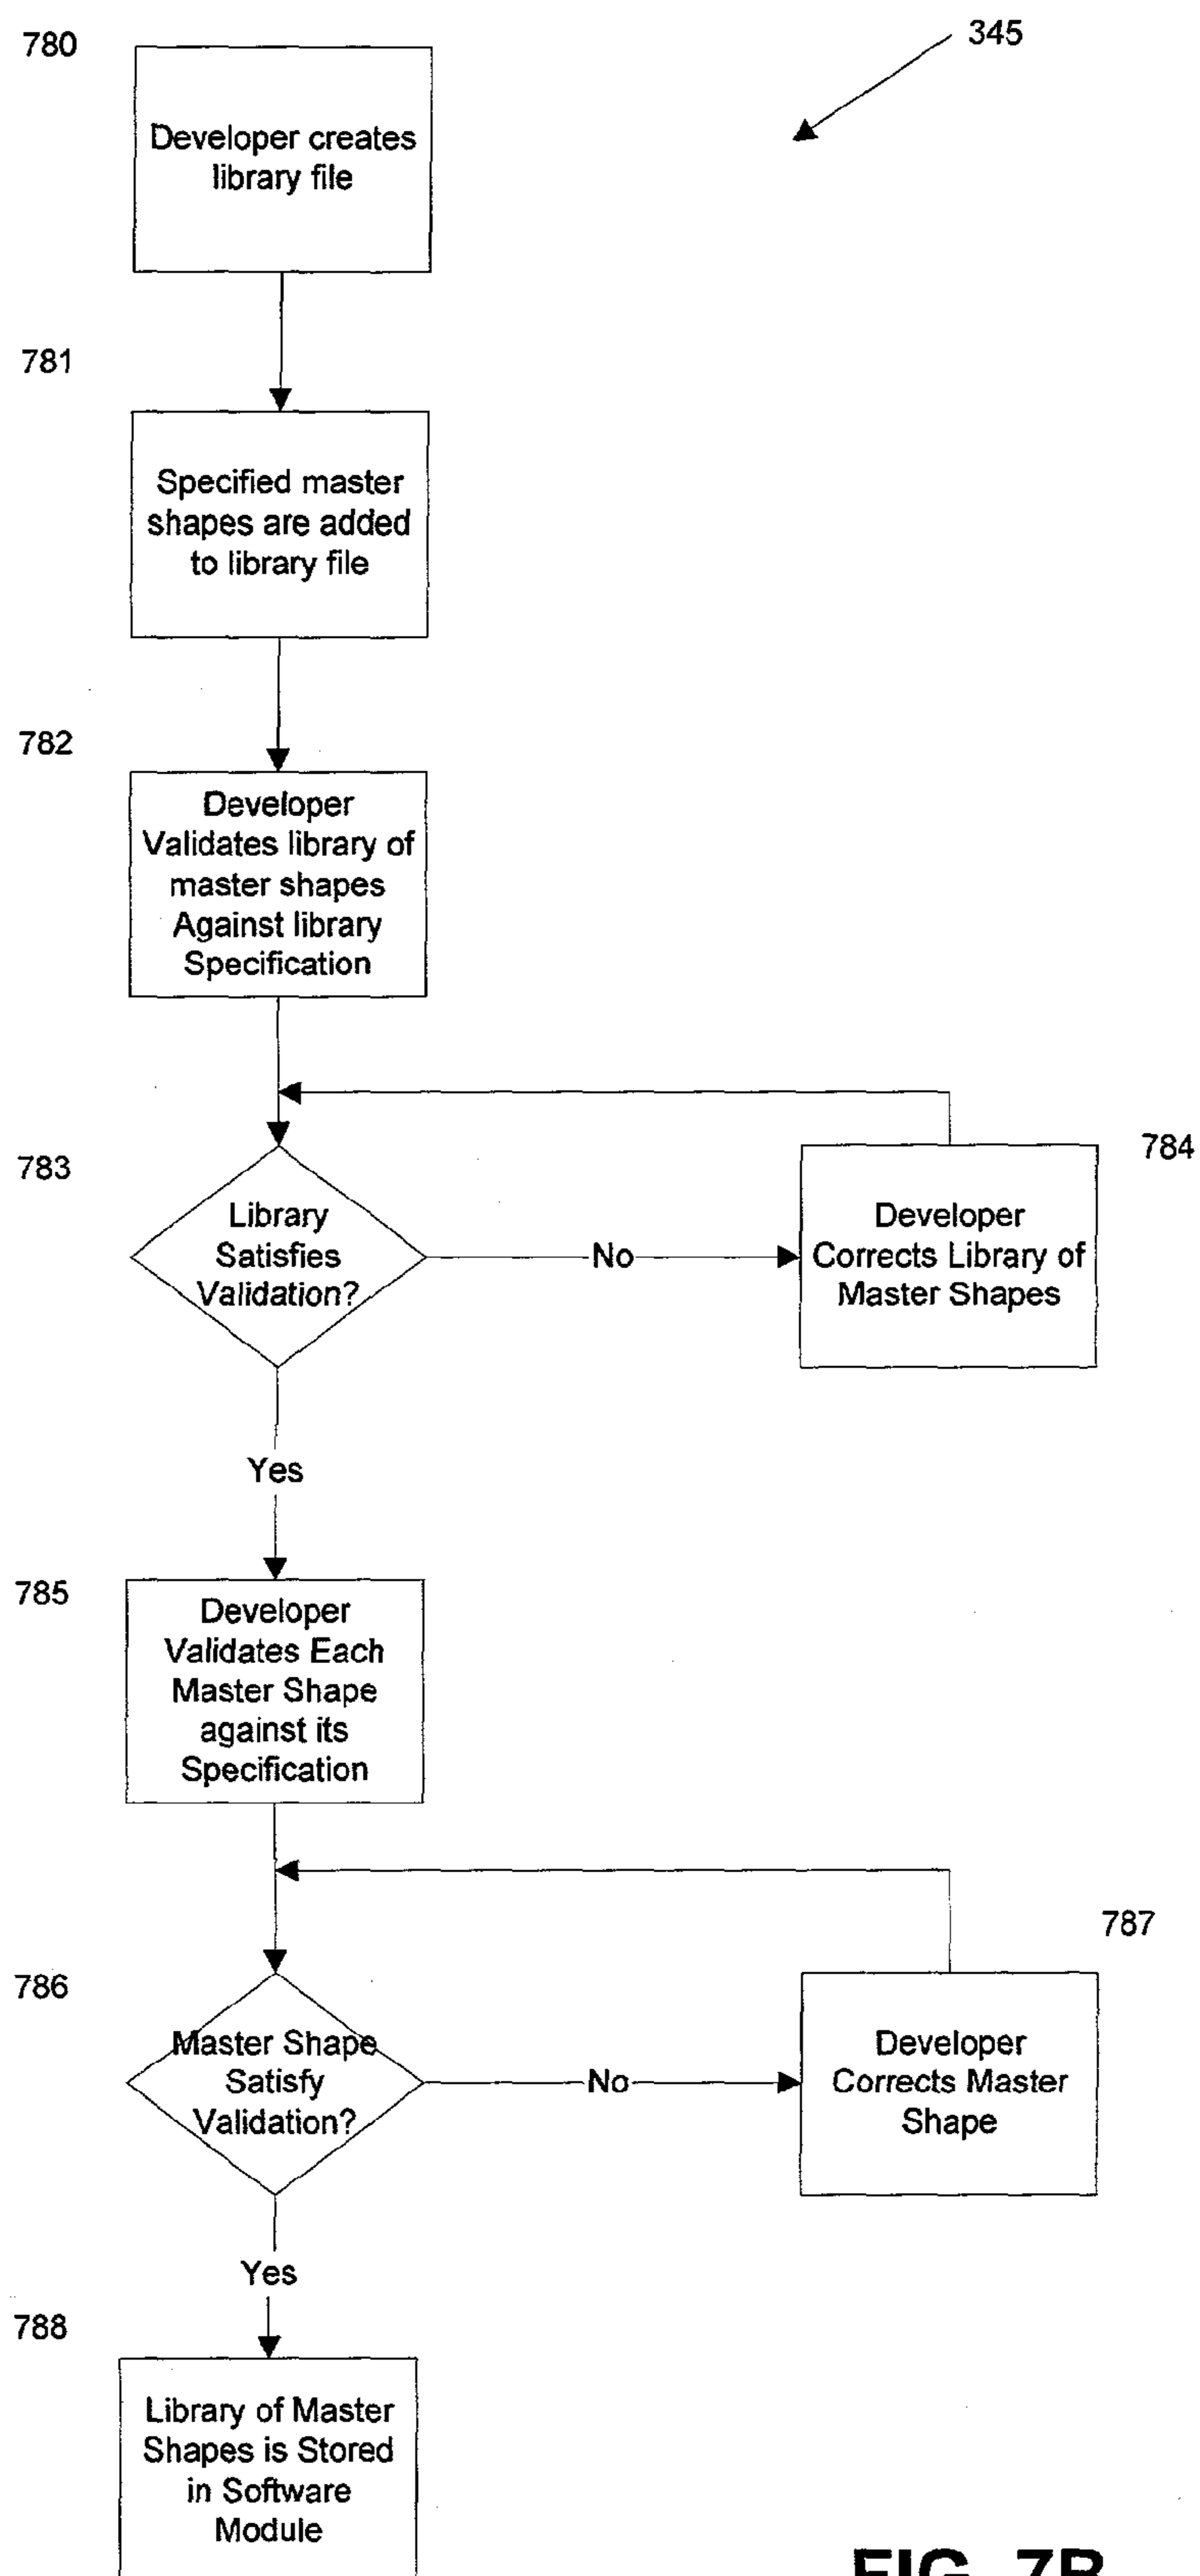 780
345
Developer creates
library file
781
Specified master
shapes are added
to library file
782
Developer
Validates library of
master shapes
Against library
Specification
783
784
Library
Satisfies
Validation?
No
Developer
Corrects Library of
Master Shapes
Yes
785
Developer
Validates Each
Master Shape
against its
Specification
787
786
Master Shape
Satisfy
Validation?
No
Developer
Corrects Master
Shape
Yes
788
Library of Master
Shapes is Stored
in Software
Module
FIG. 7B